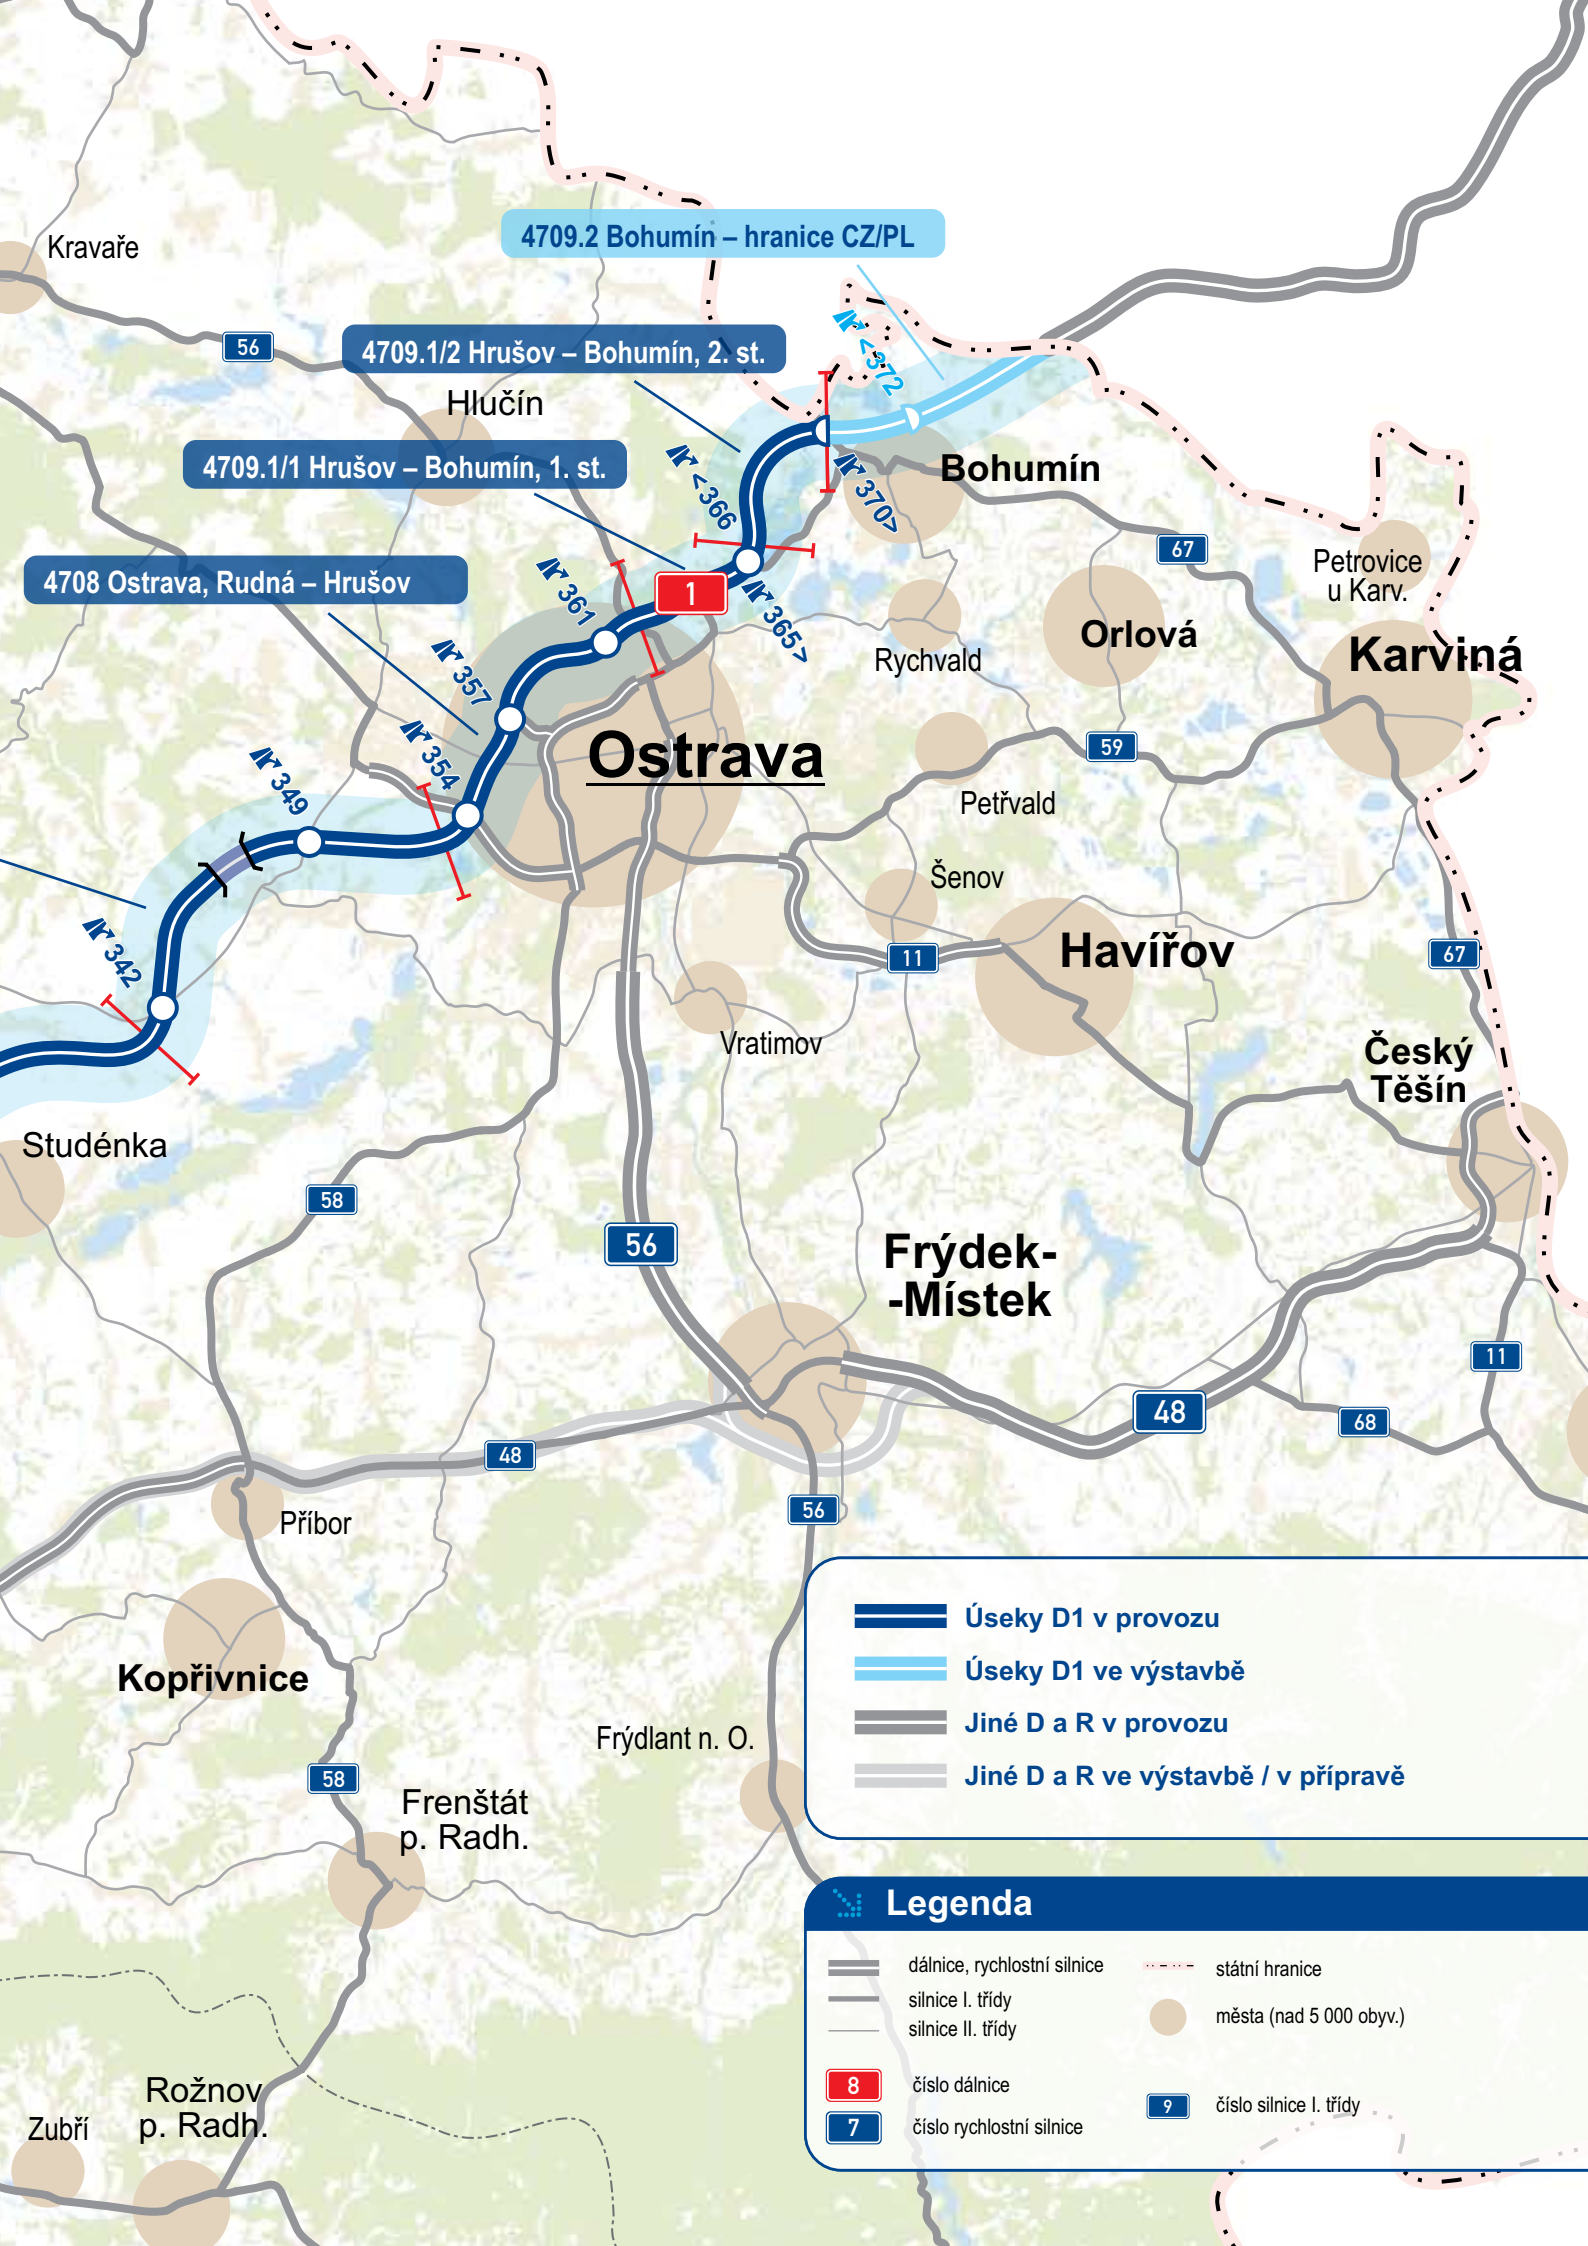 Kravaře
4709.2 Bohumín – hranice CZ/PL
56
4709.1/2 Hrušov – Bohumín, 2. st.
<372
Hlučín
4709.1/1 Hrušov – Bohumín, 1. st.
<366
370>
Bohumín
67
Petrovice
u Karv.
4708 Ostrava, Rudná – Hrušov
361
1
365>
Rychvald
Orlová
Karviná
357
354
349
Ostrava
59
Petřvald
Šenov
342
11
Havířov
67
Vratimov
Český
Těšín
Studénka
58
56
Frýdek-
-Místek
11
48
68
48
56
Příbor
Kopřivnice
Frýdlant n. O.
58
Frenštát
p. Radh.
Rožnov
p. Radh.
Zubří
Úseky D1 v provozu
Úseky D1 ve výstavbě
Jiné D a R v provozu
Jiné D a R ve výstavbě / v přípravě
Legenda
dálnice, rychlostní silnice
silnice I. třídy
silnice II. třídy
státní hranice
města (nad 5 000 obyv.)
8
číslo dálnice
7
číslo rychlostní silnice
9
číslo silnice I. třídy